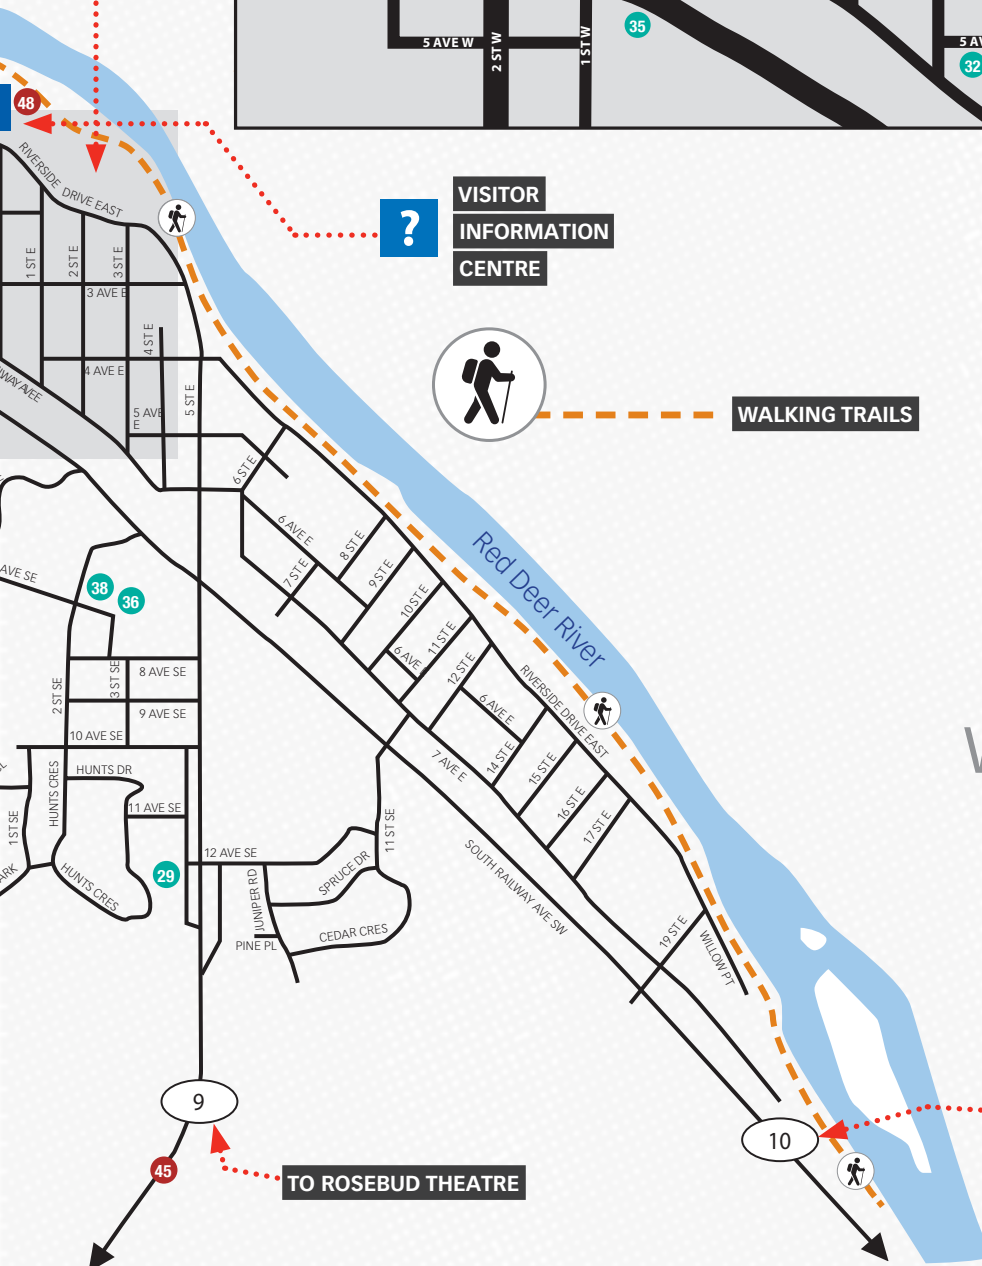 5 AVE W
2 ST W
1 ST W
35
32
48
RIVERSIDE DRIVE EAST
?
VISITOR
INFORMATION
CENTRE
1 ST E
2 ST E
3 ST E
3 AVE E
4 ST E
4 AVE E
5 ST E
5 AVE
E
WALKING TRAILS
6 ST E
6 AVE E
7 ST E
8 ST E
9 ST E
10 ST E
11 ST E
6 AVE
12 ST E
6 AVE E
14 ST E
15 ST E
16 ST E
17 ST E
7 AVE E
Red Deer River
RIVERSIDE DRIVE EAST
AVE SE
38
36
2 ST SE
3 ST SE
8 AVE SE
9 AVE SE
10 AVE SE
HUNTS DR
HUNTS CRES
1 ST SE
11 AVE SE
HUNTS CRES
29
12 AVE SE
JUNIPER RD
SPRUCE DR
11 ST SE
PINE PL
CEDAR CRES
SOUTH RAILWAY AVE SW
19 ST E
WILLOW PT
9
10
45
TO ROSEBUD THEATRE